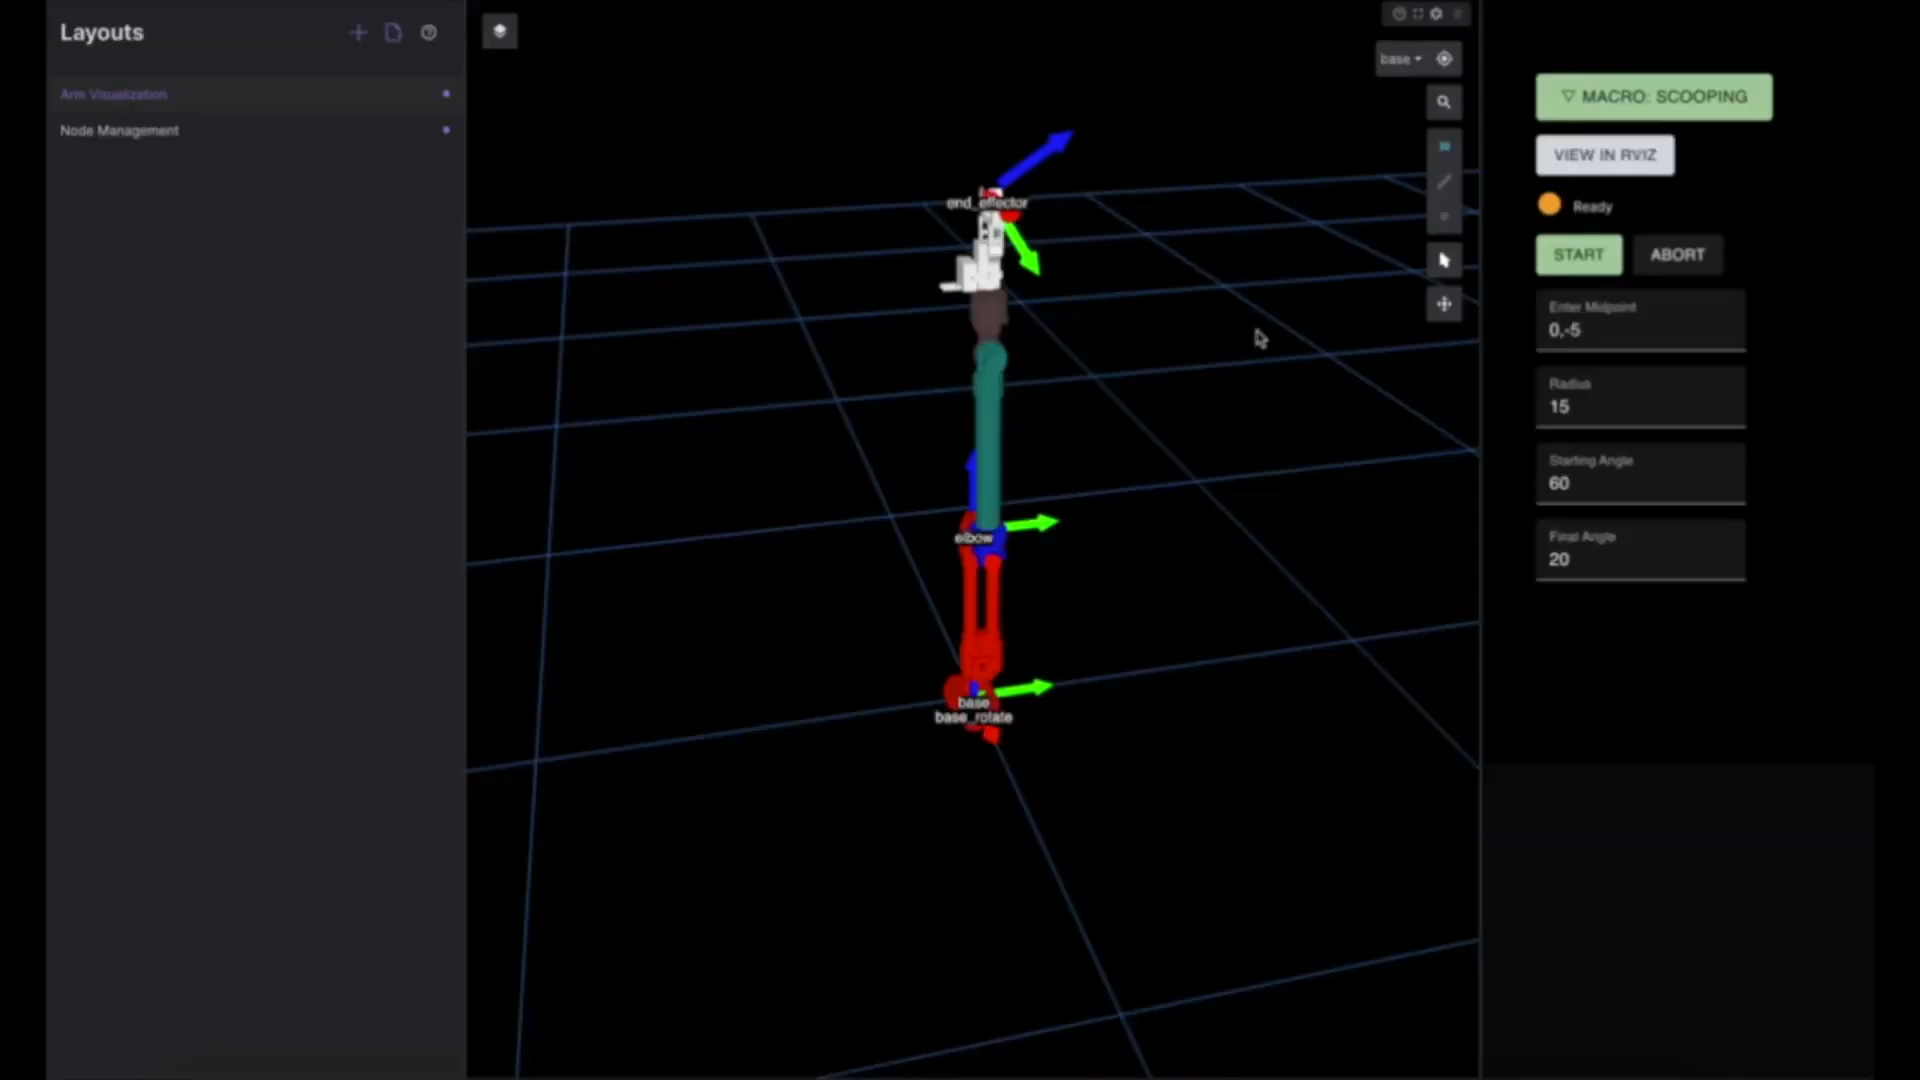 Layouts
Arm Visualization
Node Management
base
end_effector
elbow
base
base_rotate
MACRO: SCOOPING
VIEW IN RVIZ
Ready
START ABORT
Enter Midpoint
0,-5
Radius
15
Starting Angle
60
Final Angle
20